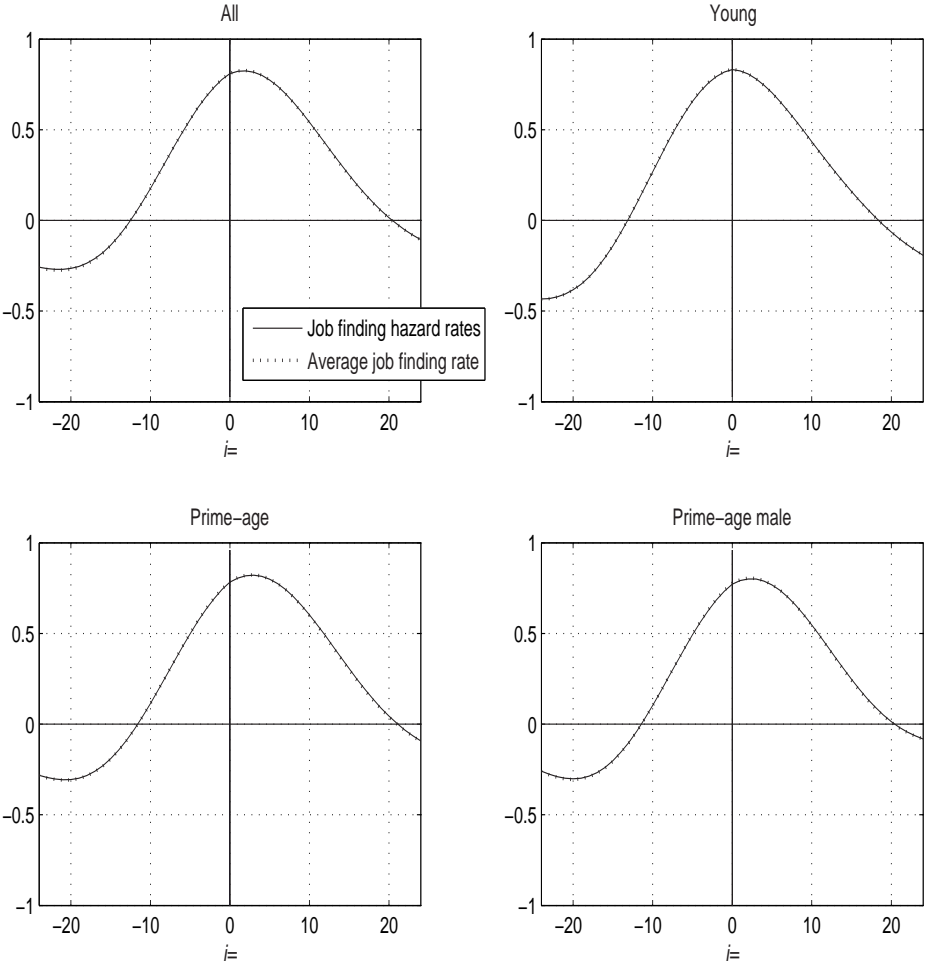 All
1
0.5
0
−0.5
−1
−20 −10 0 10 20
i=
Job finding hazard rates
Average job finding rate
Young
1
0.5
0
−0.5
−1
−20 −10 0 10 20
i=
Prime−age
1
0.5
0
−0.5
−1
−20 −10 0 10 20
i=
Prime−age male
1
0.5
0
−0.5
−1
−20 −10 0 10 20
i=